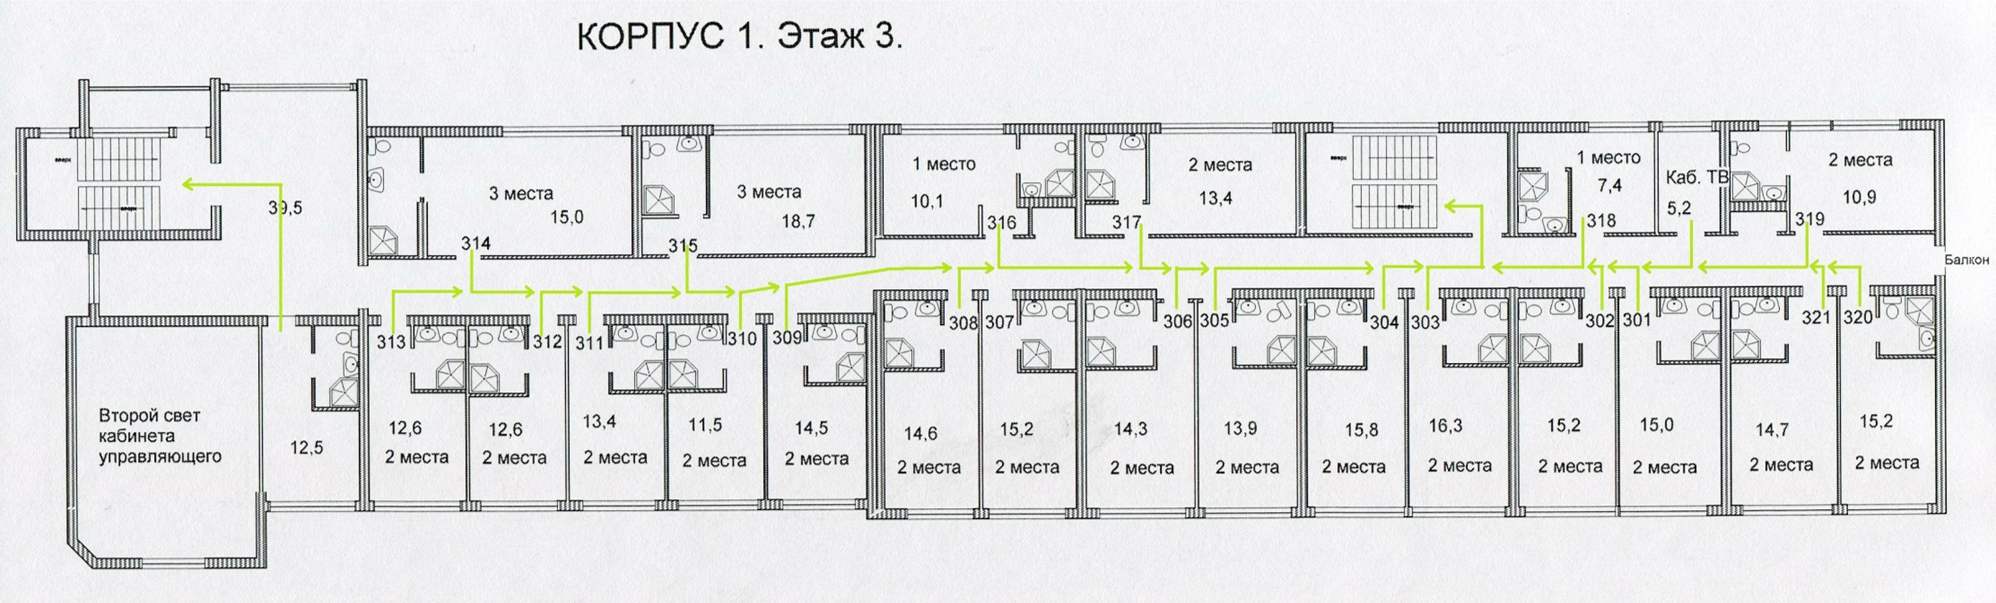 КОРПУС 1. Этаж 3.
вверх
вверх
39,5
3 места
15,0
314
3 места
18,7
315
1 место
10,1
316
2 места
13,4
317
вверх
вверх
1 место
7,4
318
Каб. ТВ
5,2
2 места
10,9
319
Балкон
313
312
311
310
309
308
307
306
305
304
303
302
301
321
320
Второй свет
кабинета
управляющего
12,5
12,6
2 места
12,6
2 места
13,4
2 места
11,5
2 места
14,5
2 места
14,6
2 места
15,2
2 места
14,3
2 места
13,9
2 места
15,8
2 места
16,3
2 места
15,2
2 места
15,0
2 места
14,7
2 места
15,2
2 места